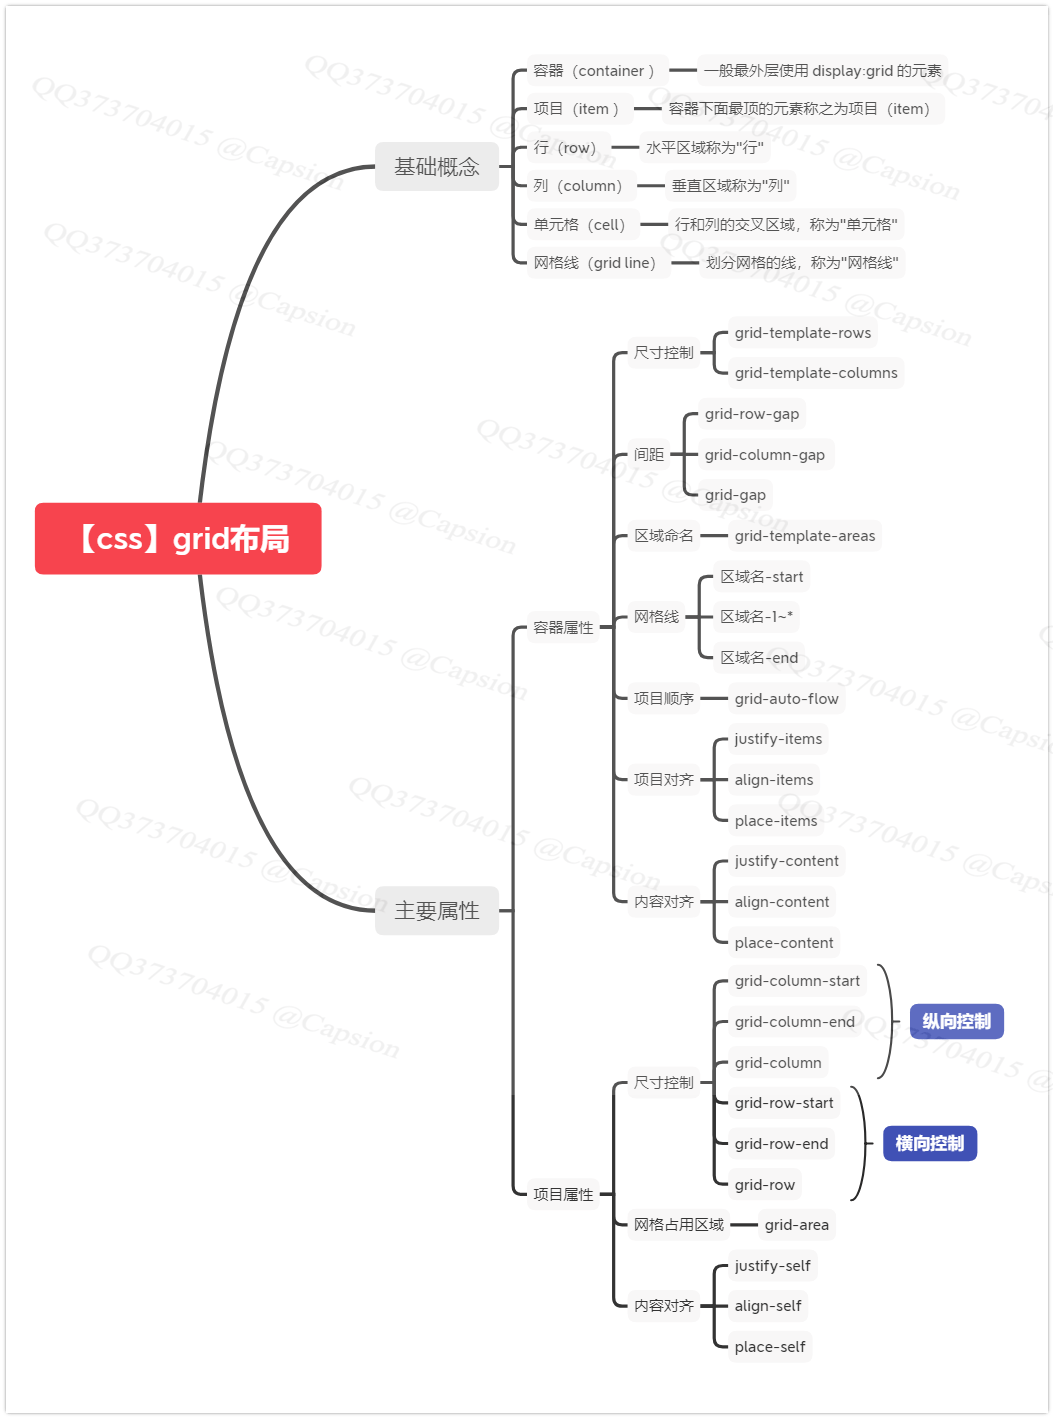 【css】grid布局
基础概念
容器（container ）
一般最外层使用 display:grid 的元素
项目（item ）
容器下面最顶的元素称之为项目（item）
行（row）
水平区域称为"行"
列（column）
垂直区域称为"列"
单元格（cell）
行和列的交叉区域，称为"单元格"
网格线（grid line）
划分网格的线，称为"网格线"
主要属性
容器属性
尺寸控制
grid-template-rows
grid-template-columns
间距
grid-row-gap
grid-column-gap
grid-gap
区域命名
grid-template-areas
网格线
区域名-start
区域名-1~*
区域名-end
项目顺序
grid-auto-flow
项目对齐
justify-items
align-items
place-items
内容对齐
justify-content
align-content
place-content
项目属性
尺寸控制
grid-column-start
grid-column-end
grid-column
纵向控制
grid-row-start
grid-row-end
grid-row
横向控制
网格占用区域
grid-area
内容对齐
justify-self
align-self
place-self
QQ373704015 @Capsion